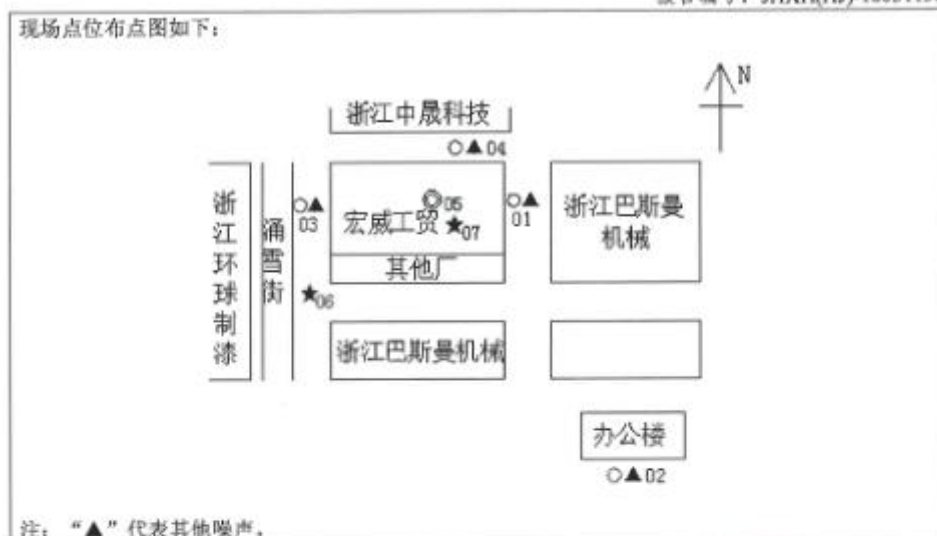 现场点位布点图如下:
N
浙江中晟科技
○▲04
浙江环球制漆
涌雪街
○▲
03
◎05
宏威工贸 ★07
○▲
01
浙江巴斯曼
机械
其他厂
★06
浙江巴斯曼机械
办公楼
○▲02
注: “▲”代表其他噪声,